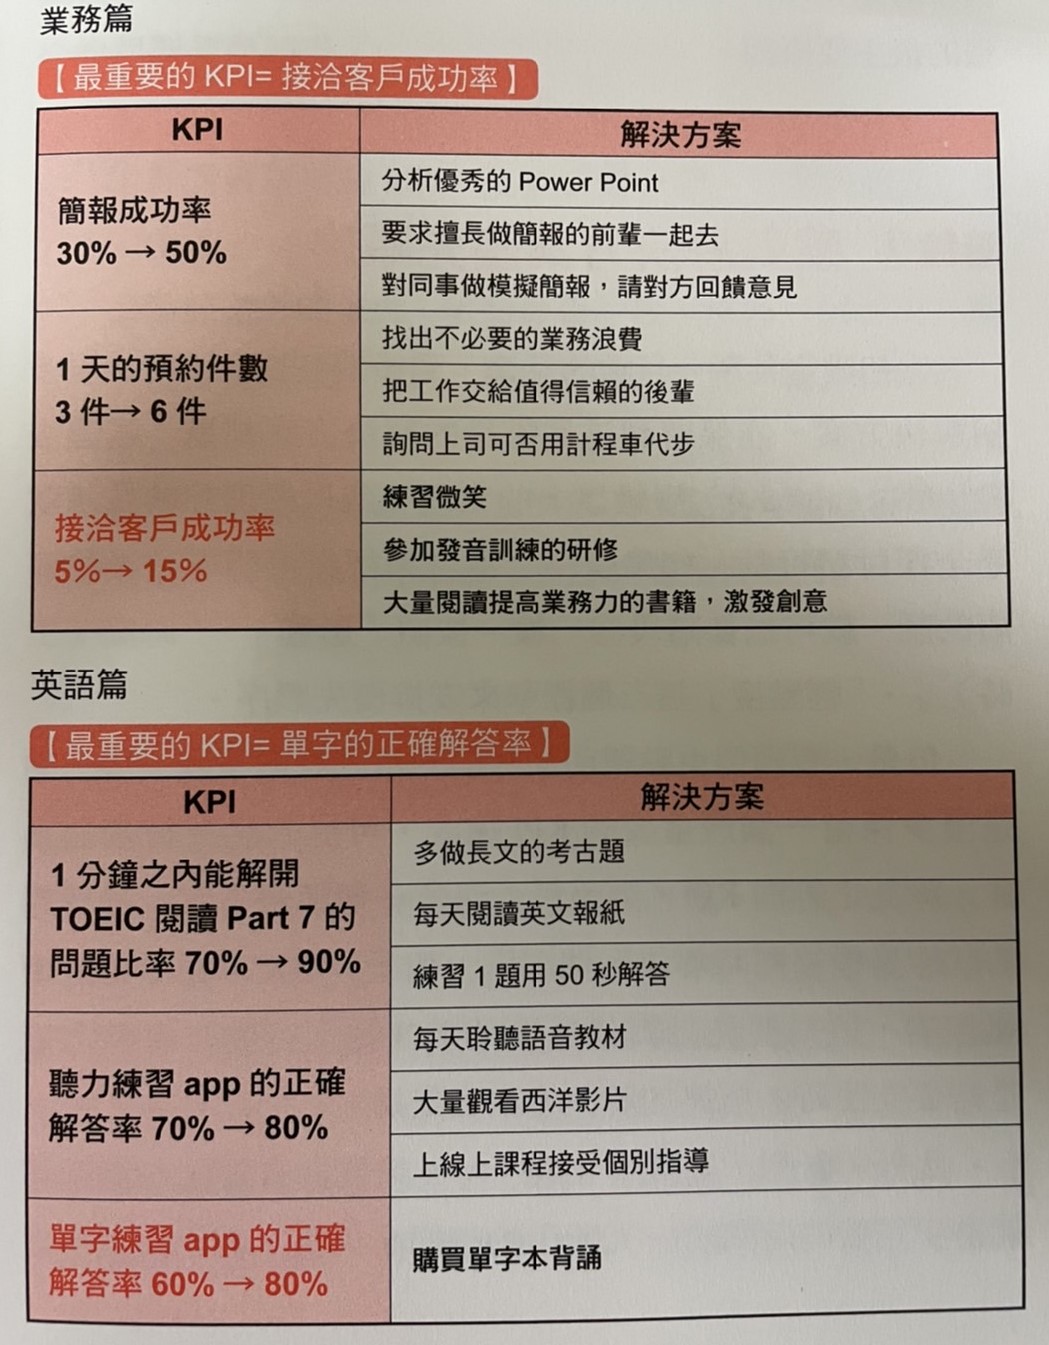 業務篇
【最重要的 KPI= 接洽客戶成功率】
KPI
解決方案
簡報成功率
30% → 50%
分析優秀的 Power Point
要求擅長做簡報的前輩一起去
對同事做模擬簡報，請對方回饋意見
1 天的預約件數
3 件→ 6 件
找出不必要的業務浪費
把工作交給值得信賴的後輩
詢問上司可否用計程車代步
接洽客戶成功率
5%→ 15%
練習微笑
參加發音訓練的研修
大量閱讀提高業務力的書籍，激發創意
英語篇
【最重要的 KPI= 單字的正確解答率】
KPI
解決方案
1 分鐘之內能解開
TOEIC 閱讀 Part 7 的
問題比率 70% → 90%
多做長文的考古題
每天閱讀英文報紙
練習 1 題用 50 秒解答
聽力練習 app 的正確
解答率 70% → 80%
每天聆聽語音教材
大量觀看西洋影片
上線上課程接受個別指導
單字練習 app 的正確
解答率 60% → 80%
購買單字本背誦